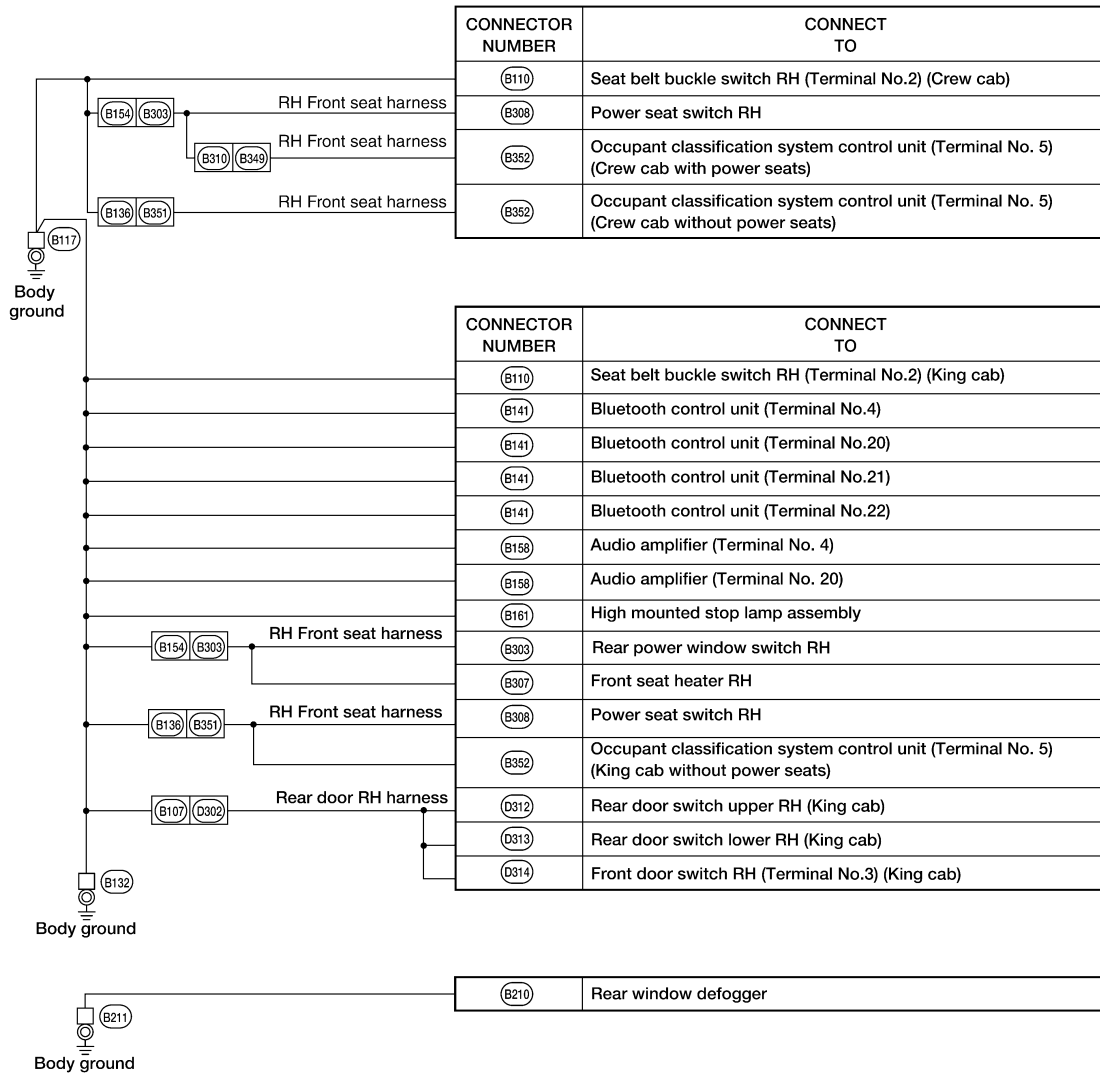 CONNECTOR NUMBER CONNECT TO
B110 Seat belt buckle switch RH (Terminal No.2) (Crew cab)
B154 B303 RH Front seat harness B308 Power seat switch RH
B310 B349 RH Front seat harness B352 Occupant classification system control unit (Terminal No. 5)
(Crew cab with power seats)
B136 B351 RH Front seat harness B352 Occupant classification system control unit (Terminal No. 5)
(Crew cab without power seats)
B117
Body
ground
CONNECTOR NUMBER CONNECT TO
B110 Seat belt buckle switch RH (Terminal No.2) (King cab)
B141 Bluetooth control unit (Terminal No.4)
B141 Bluetooth control unit (Terminal No.20)
B141 Bluetooth control unit (Terminal No.21)
B141 Bluetooth control unit (Terminal No.22)
B158 Audio amplifier (Terminal No. 4)
B158 Audio amplifier (Terminal No. 20)
B161 High mounted stop lamp assembly
B154 B303 RH Front seat harness B303 Rear power window switch RH
B307 Front seat heater RH
B136 B351 RH Front seat harness B308 Power seat switch RH
B352 Occupant classification system control unit (Terminal No. 5)
(King cab without power seats)
B107 D302 Rear door RH harness D312 Rear door switch upper RH (King cab)
D313 Rear door switch lower RH (King cab)
D314 Front door switch RH (Terminal No.3) (King cab)
B132
Body ground
B210 Rear window defogger
B211
Body ground